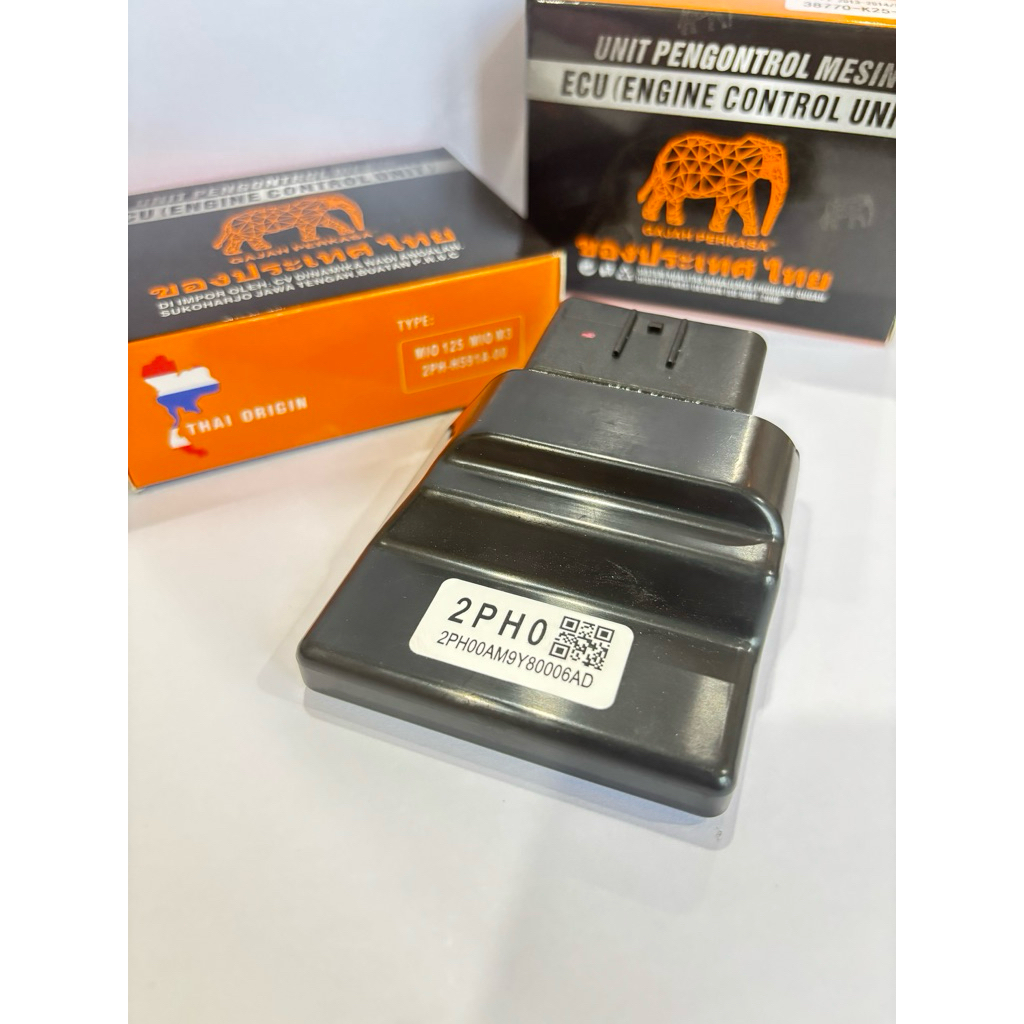 38770-K25-
UNIT PENGONTROL MESIN
ECU (ENGINE CONTROL UNI
GAJAH PERKASA
ของประเทศ ไทย
UNIT PENGONTROL
ECU (ENGINE CONTROL UNIT)
GAJAH PERKASA
ของประเทศ ไทย
DI IMPOR OLEH, CV DINAMIKA
SUKOHARJO JAWA TENGAH
TYPE:
MIO 125 MIO M3
2PH-H591A-00
THAI ORIGIN
2PH0
2PH00AM9Y80006AD